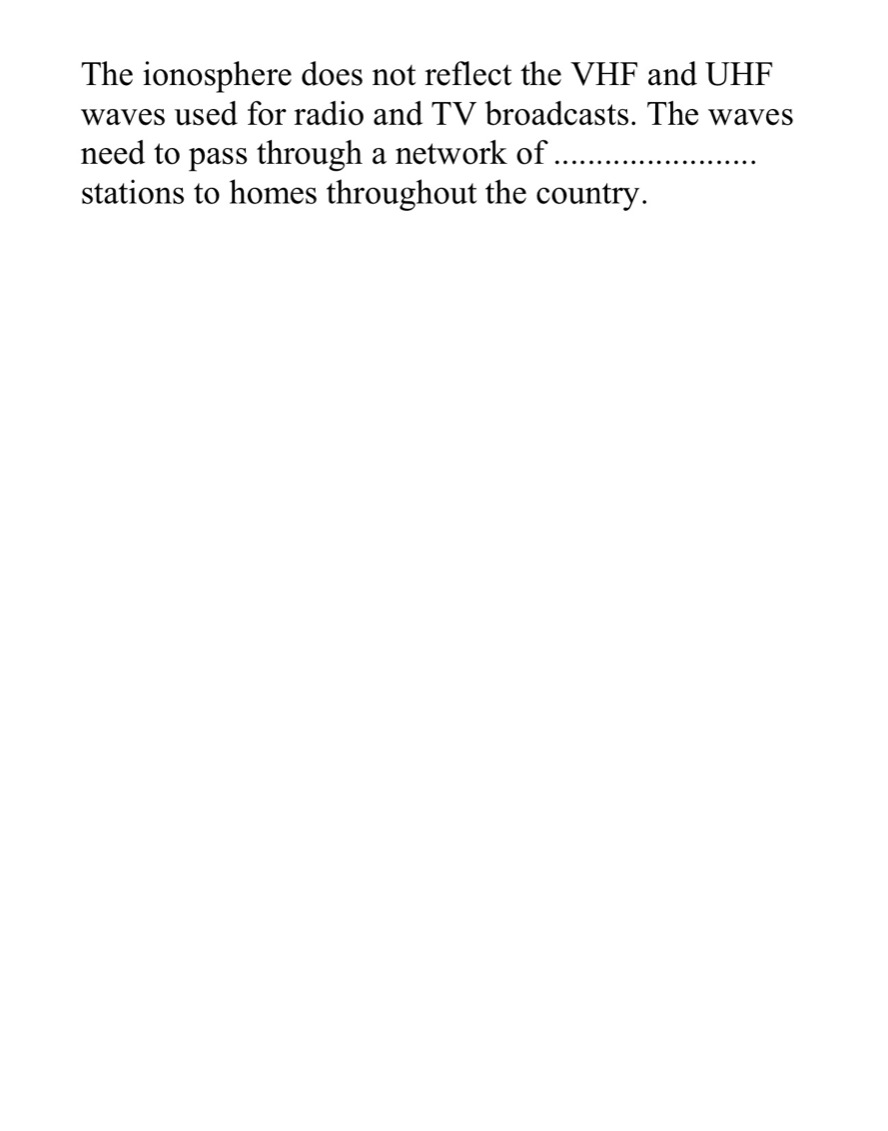 The ionosphere does not reflect the VHF and UHF
waves used for radio and TV broadcasts. The waves
need to pass through a network of ........................
stations to homes throughout the country.